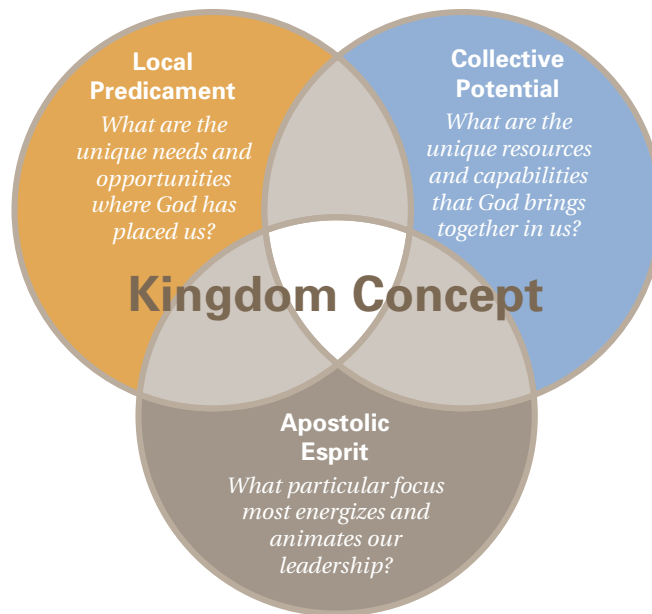 Local
Predicament
What are the
unique needs and
opportunities
where God has
placed us?
Collective
Potential
What are the
unique resources
and capabilities
that God brings
together in us?
Kingdom Concept
Apostolic
Esprit
What particular focus
most energizes and
animates our
leadership?